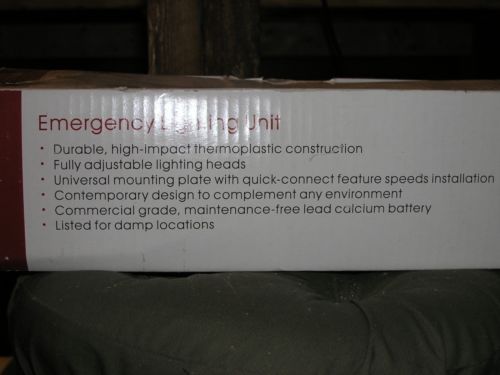 Emergency Lighting Unit
• Durable, high-impact thermoplastic construction
• Fully adjustable lighting heads
• Universal mounting plate with quick-connect feature speeds installation
• Contemporary design to complement any environment
• Commercial grade, maintenance-free lead calcium battery
• Listed for damp locations